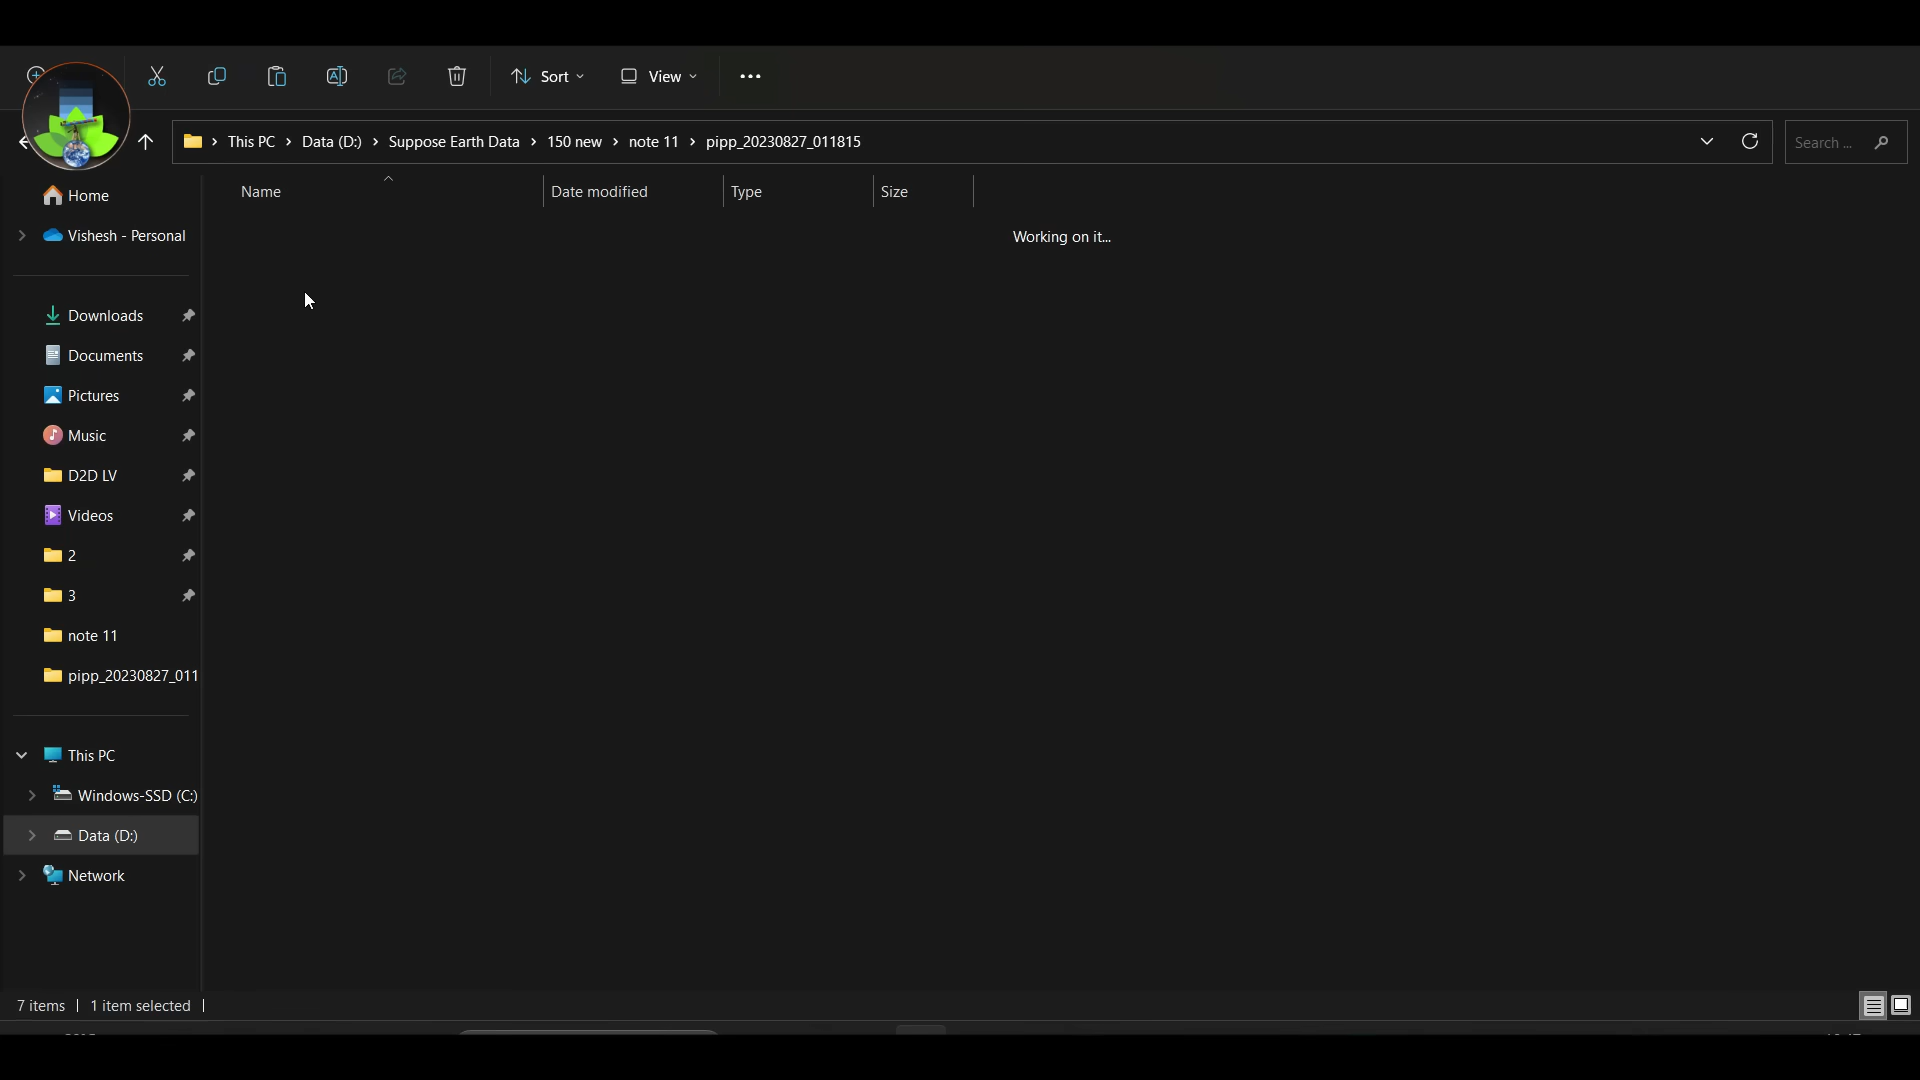 Sort
View
This PC > Data (D:) > Suppose Earth Data > 150 new > note 11 > pipp_20230827_011815
Search ...
Name
Date modified
Type
Size
Working on it...
Home
Vishesh - Personal
Downloads
Documents
Pictures
Music
D2D LV
Videos
2
3
note 11
pipp_20230827_011
This PC
Windows-SSD (C:)
Data (D:)
Network
7 items | 1 item selected |